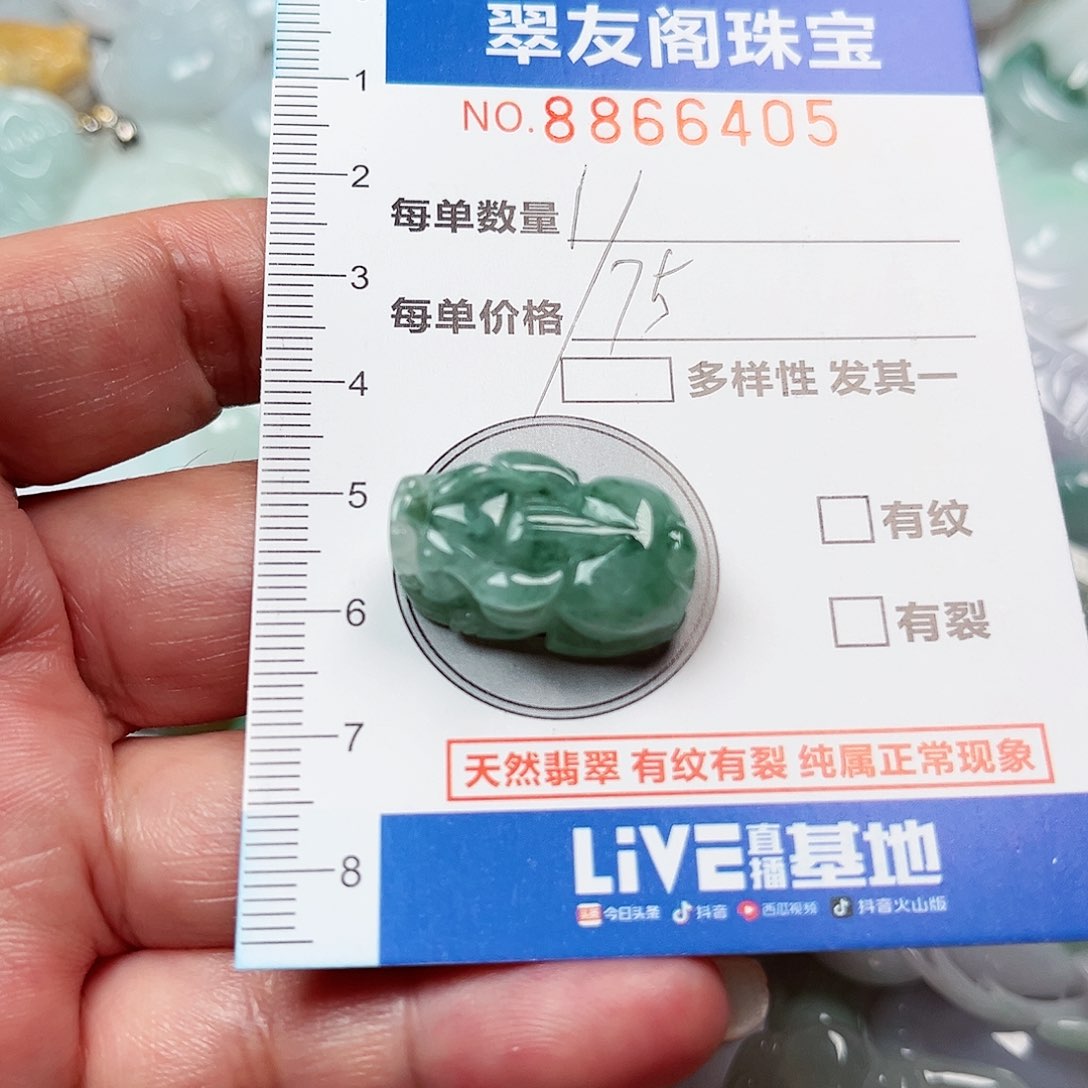 翠友阁珠宝
NO.8866405
每单数量 1
每单价格 75
多样性 发其一
有纹
有裂
天然翡翠 有纹有裂 纯属正常现象
LiVE直播基地
头条 今日头条 抖音 西瓜视频 抖音火山版
1
2
3
4
5
6
7
8